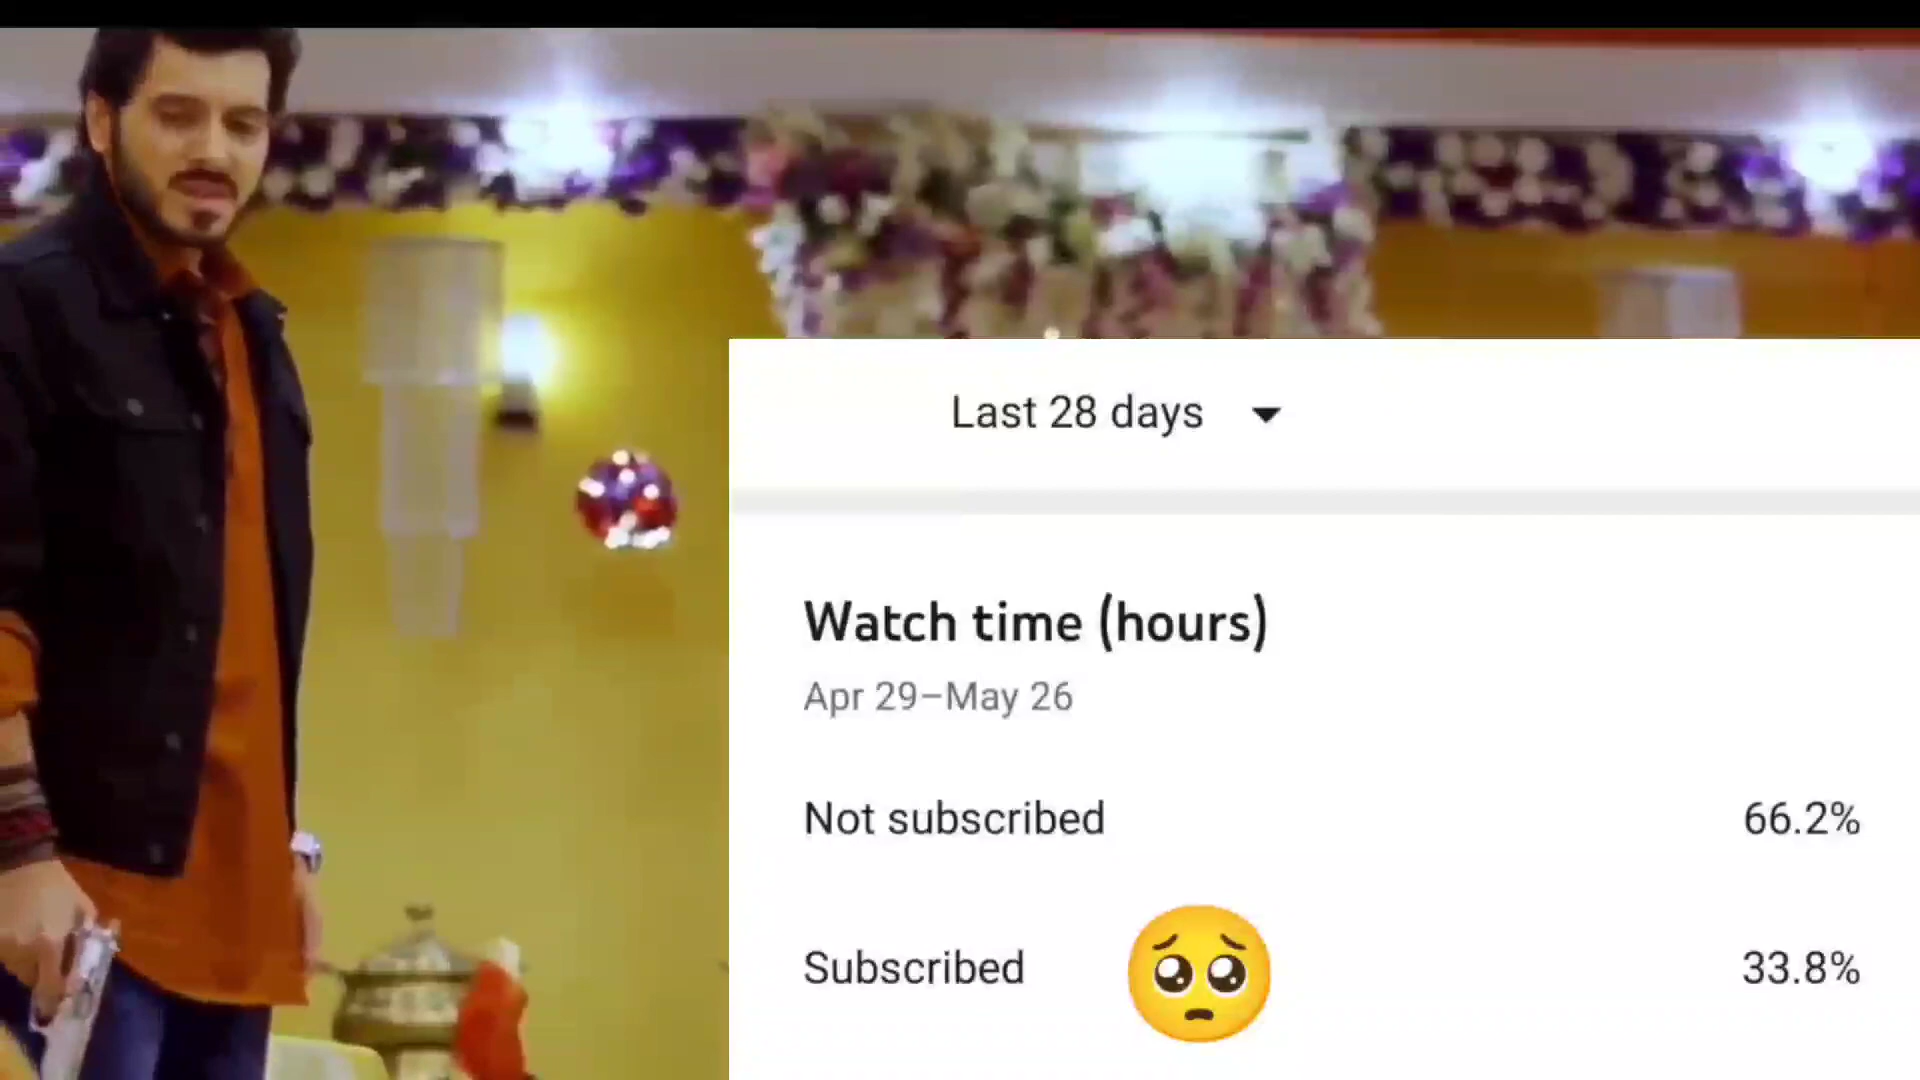 Last 28 days
Watch time (hours)
Apr 29–May 26
Not subscribed 66.2%
Subscribed 33.8%